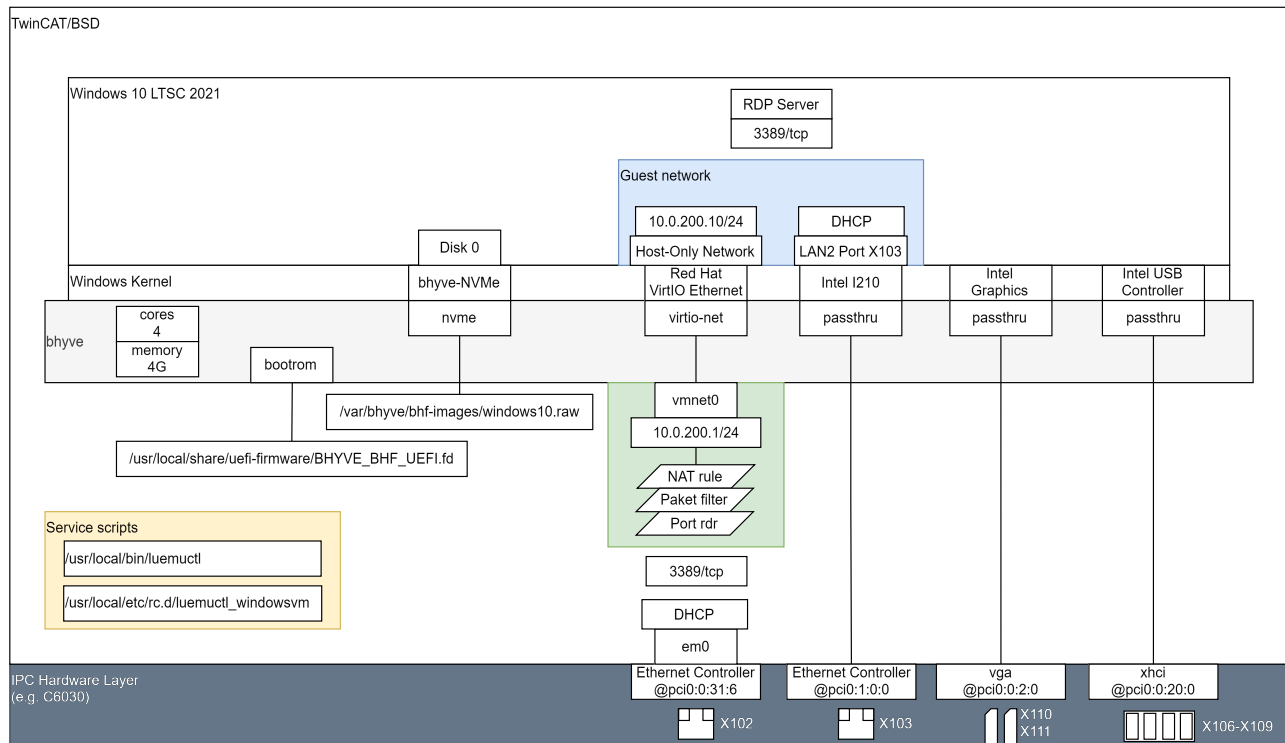 TwinCAT/BSD
Windows 10 LTSC 2021
RDP Server
3389/tcp
Guest network
10.0.200.10/24
DHCP
Disk 0
Host-Only Network
LAN2 Port X103
Windows Kernel
bhyve-NVMe
Red Hat
VirtIO Ethernet
Intel I210
Intel
Graphics
Intel USB
Controller
bhyve
cores
4
memory
4G
nvme
virtio-net
passthru
passthru
passthru
bootrom
vmnet0
/var/bhyve/bhf-images/windows10.raw
10.0.200.1/24
/usr/local/share/uefi-firmware/BHYVE_BHF_UEFI.fd
NAT rule
Paket filter
Port rdr
Service scripts
/usr/local/bin/luemuctl
/usr/local/etc/rc.d/luemuctl_windowsvm
3389/tcp
DHCP
em0
IPC Hardware Layer
(e.g. C6030)
Ethernet Controller
@pci0:0:31:6
Ethernet Controller
@pci0:1:0:0
vga
@pci0:0:2:0
xhci
@pci0:0:20:0
X102
X103
X110
X111
X106-X109